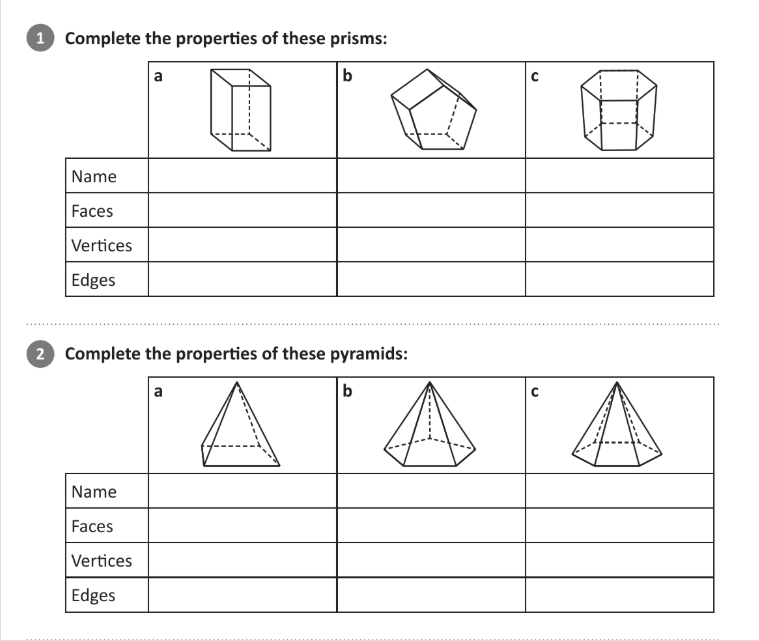 1 Complete the properties of these prisms:
a b c
Name
Faces
Vertices
Edges
2 Complete the properties of these pyramids:
a b c
Name
Faces
Vertices
Edges